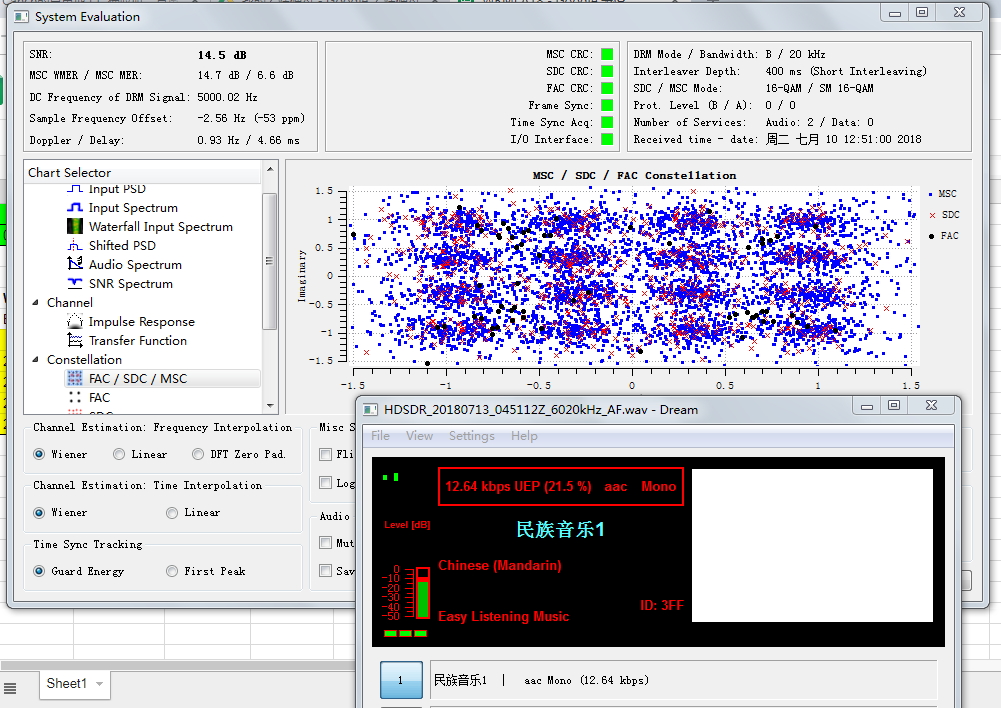 System Evaluation
SNR: 14.5 dB
MSC WMER / MSC MER: 14.7 dB / 6.6 dB
DC Frequency of DRM Signal: 5000.02 Hz
Sample Frequency Offset: -2.56 Hz (-53 ppm)
Doppler / Delay: 0.93 Hz / 4.66 ms
MSC CRC:
SDC CRC:
FAC CRC:
Frame Sync:
Time Sync Acq:
I/O Interface:
DRM Mode / Bandwidth: B / 20 kHz
Interleaver Depth: 400 ms (Short Interleaving)
SDC / MSC Mode: 16-QAM / SM 16-QAM
Prot. Level (B / A): 0 / 0
Number of Services: Audio: 2 / Data: 0
Received time - date: 周二 七月 10 12:51:00 2018
Chart Selector
Input PSD
Input Spectrum
Waterfall Input Spectrum
Shifted PSD
Audio Spectrum
SNR Spectrum
Channel
Impulse Response
Transfer Function
Constellation
FAC / SDC / MSC
FAC
SDC
MSC / SDC / FAC Constellation
Imaginary
1.5
1
0.5
0
-0.5
-1
-1.5
-1.5 -1 -0.5 0 0.5 1 1.5
MSC
SDC
FAC
Channel Estimation: Frequency Interpolation
Wiener Linear DFT Zero Pad.
Channel Estimation: Time Interpolation
Wiener Linear
Time Sync Tracking
Guard Energy First Peak
Misc S
Fli
Log
Audio
Mut
Sav
HDSDR_20180713_045112Z_6020kHz_AF.wav - Dream
File View Settings Help
12.64 kbps UEP (21.5 %) aac Mono
Level [dB]
民族音乐1
Chinese (Mandarin)
0
-10
-20
-30
-40
-50
ID: 3FF
Easy Listening Music
1
民族音乐1 | aac Mono (12.64 kbps)
Sheet1